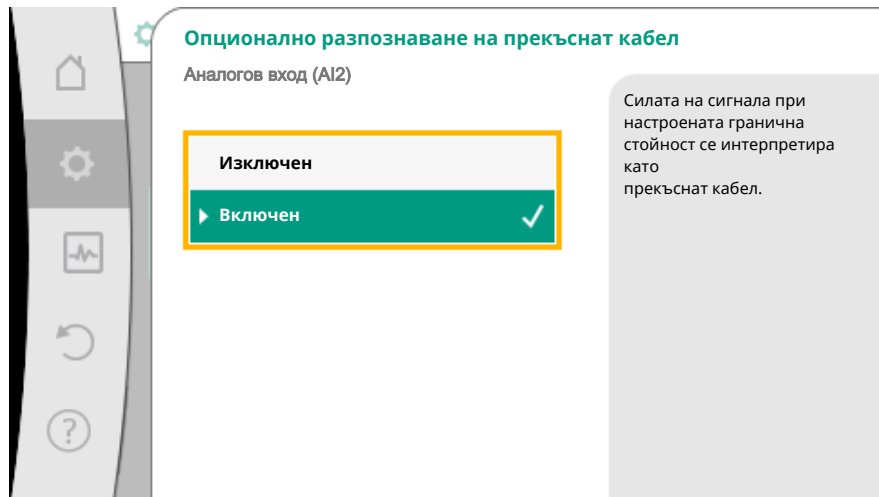 Опционално разпознаване на прекъснат кабел
Аналогов вход (AI2)
Изключен
Включен
Силата на сигнала при
настроената гранична
стойност се интерпретира
като
прекъснат кабел.
?